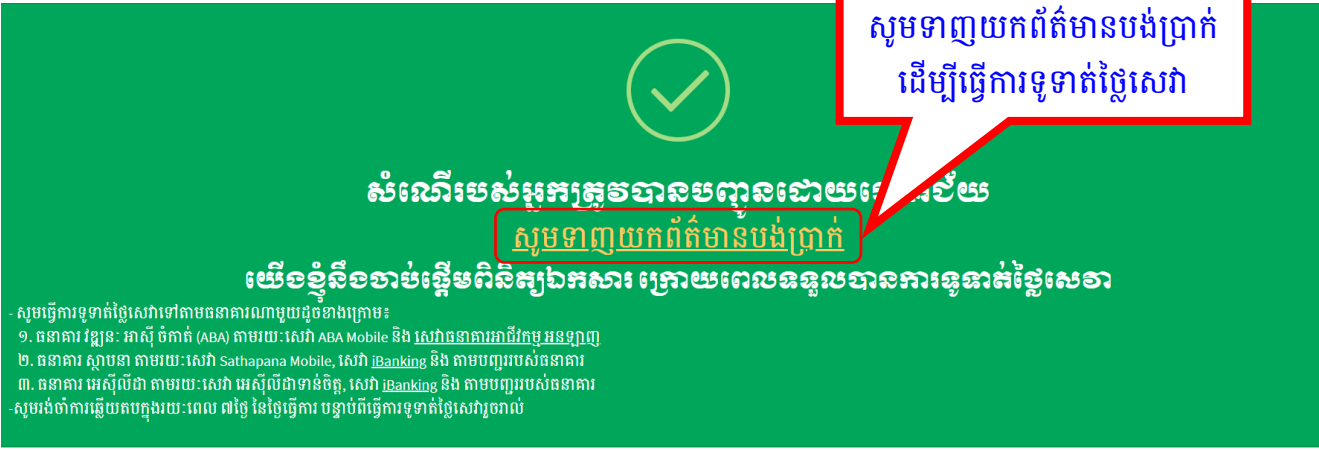 សូមទាញយកព័ត៌មានបង់ប្រាក់
ដើម្បីធ្វើការទូទាត់ថ្លៃសេវា
សំណើរបស់អ្នកត្រូវបានបញ្ជូនដោយ ជ័យ
សូមទាញយកព័ត៌មានបង់ប្រាក់
យើងខ្ញុំនឹងចាប់ផ្តើមពិនិត្យឯកសារ ក្រោយពេលទទួលបានការទូទាត់ថ្លៃសេវា
- សូមធ្វើការទូទាត់ថ្លៃសេវាទៅតាមធនាគារណាមួយដូចខាងក្រោម៖
១. ធនាគារ វឌ្ឍនៈ អាស៊ី ចំកាត់ (ABA) តាមរយៈសេវា ABA Mobile និង សេវាធនាគារអាជីវកម្ម អនឡាញ
២. ធនាគារ ស្ថាបនា តាមរយៈសេវា Sathapana Mobile, សេវា iBanking និង តាមបញ្ជររបស់ធនាគារ
៣. ធនាគារ អេស៊ីលីដា តាមរយៈសេវា អេស៊ីលីដាទាន់ចិត្ត, សេវា iBanking និង តាមបញ្ជររបស់ធនាគារ
-សូមរង់ចាំការឆ្លើយតបក្នុងរយៈពេល ៧ថ្ងៃ នៃថ្ងៃធ្វើការ បន្ទាប់ពីធ្វើការទូទាត់ថ្លៃសេវារួចរាល់